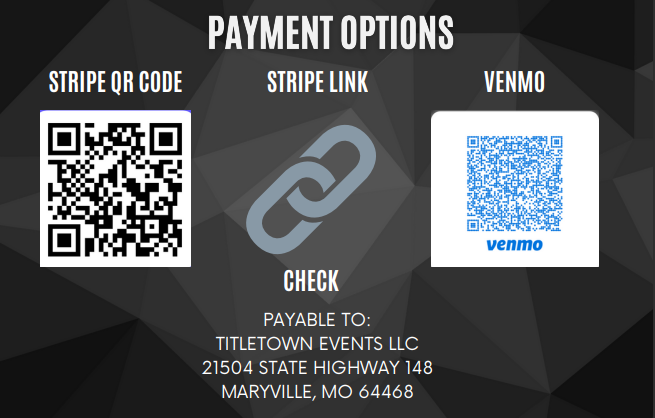 PAYMENT OPTIONS
STRIPE QR CODE
STRIPE LINK
VENMO
venmo
CHECK
PAYABLE TO:
TITLETOWN EVENTS LLC
21504 STATE HIGHWAY 148
MARYVILLE, MO 64468